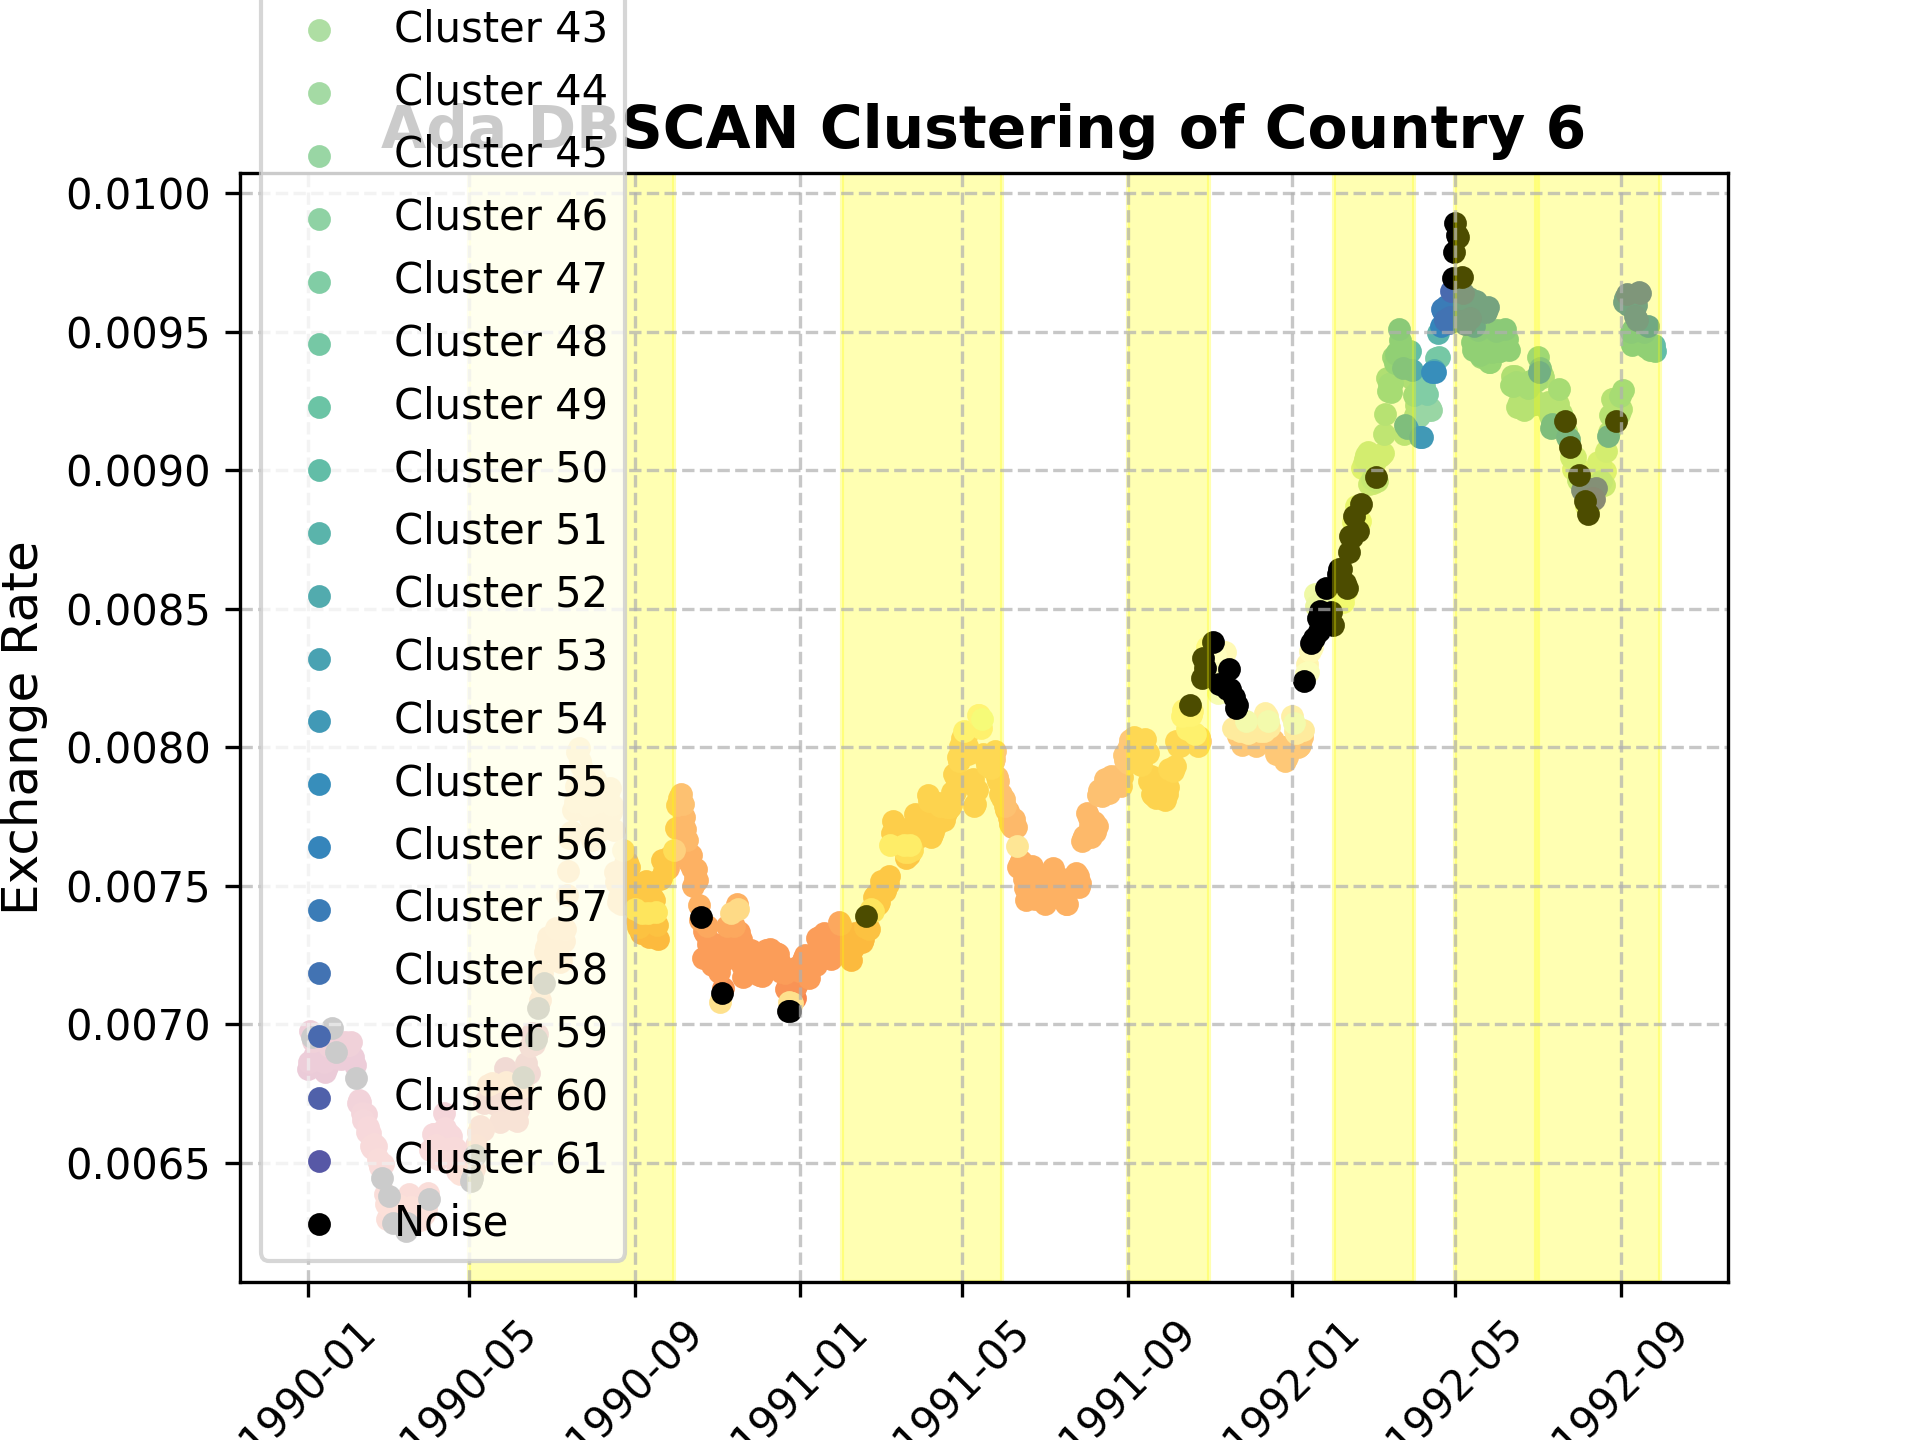 Cluster 43
Cluster 44
Ada DBSCAN Clustering of Country 6
Cluster 45
Cluster 46
Cluster 47
Cluster 48
Cluster 49
Cluster 50
Cluster 51
Cluster 52
Cluster 53
Cluster 54
Cluster 55
Cluster 56
Cluster 57
Cluster 58
Cluster 59
Cluster 60
Cluster 61
Noise
Exchange Rate
0.0100
0.0095
0.0090
0.0085
0.0080
0.0075
0.0070
0.0065
1990-01
1990-05
1990-09
1991-01
1991-05
1991-09
1992-01
1992-05
1992-09